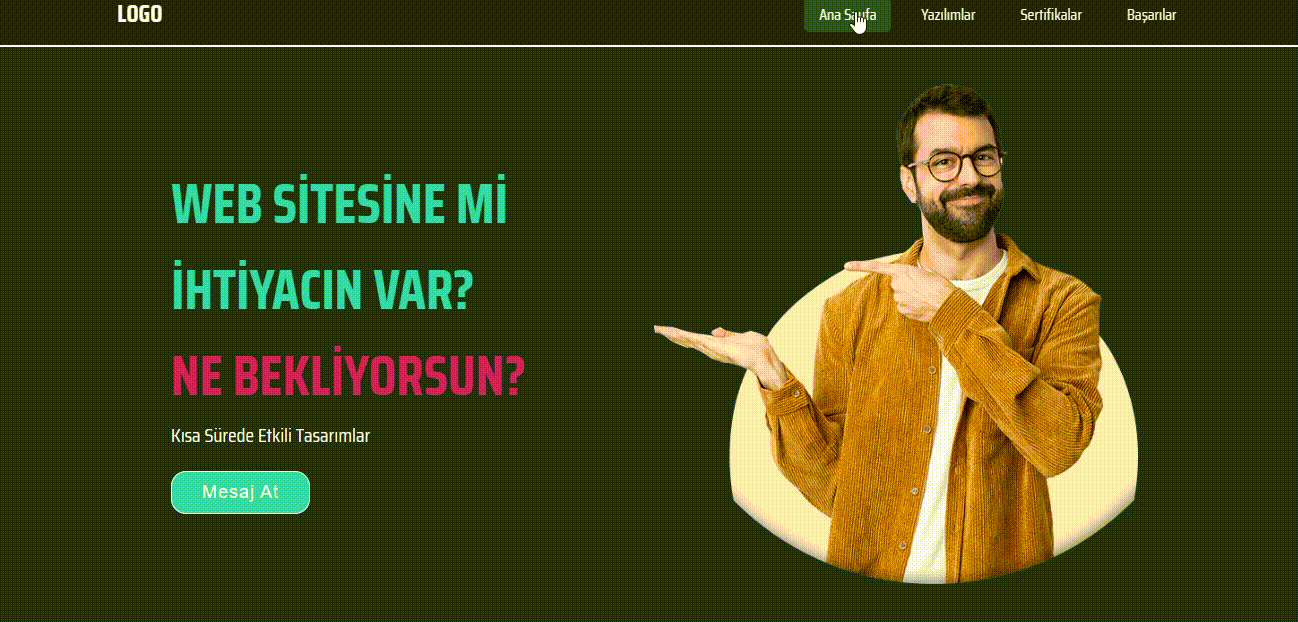 LOGO
Ana Sayfa Yazılımlar Sertifikalar Başarılar
WEB SİTESİNE Mİ
İHTİYACIN VAR?
NE BEKLİYORSUN?
Kısa Sürede Etkili Tasarımlar
Mesaj At